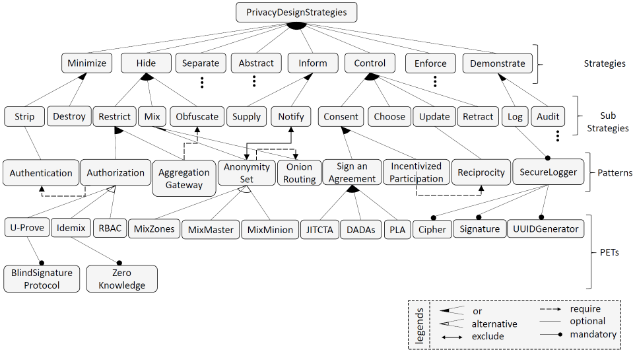 PrivacyDesignStrategies
Minimize Hide Separate Abstract Inform Control Enforce Demonstrate Strategies
Strip Destroy Restrict Mix Obfuscate Supply Notify Consent Choose Update Retract Log Audit Sub
Strategies
Authentication Authorization Aggregation
Gateway Anonymity
Set Onion
Routing Sign an
Agreement Incentivized
Participation Reciprocity SecureLogger Patterns
U-Prove Idemix RBAC MixZones MixMaster MixMinion JITCTA DADAs PLA Cipher Signature UUIDGenerator
PETs
BlindSignature
Protocol Zero
Knowledge
legends
or
alternative
exclude
require
optional
mandatory